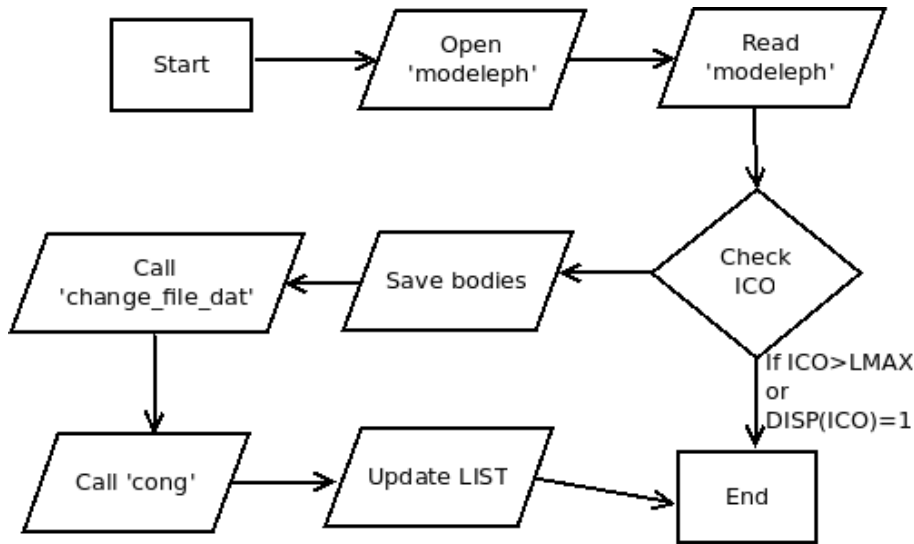 Start
Open
'modeleph'
Read
'modeleph'
Check
ICO
If ICO>LMAX
or
DISP(ICO)=1
Save bodies
Call
'change_file_dat'
Call 'cong'
Update LIST
End